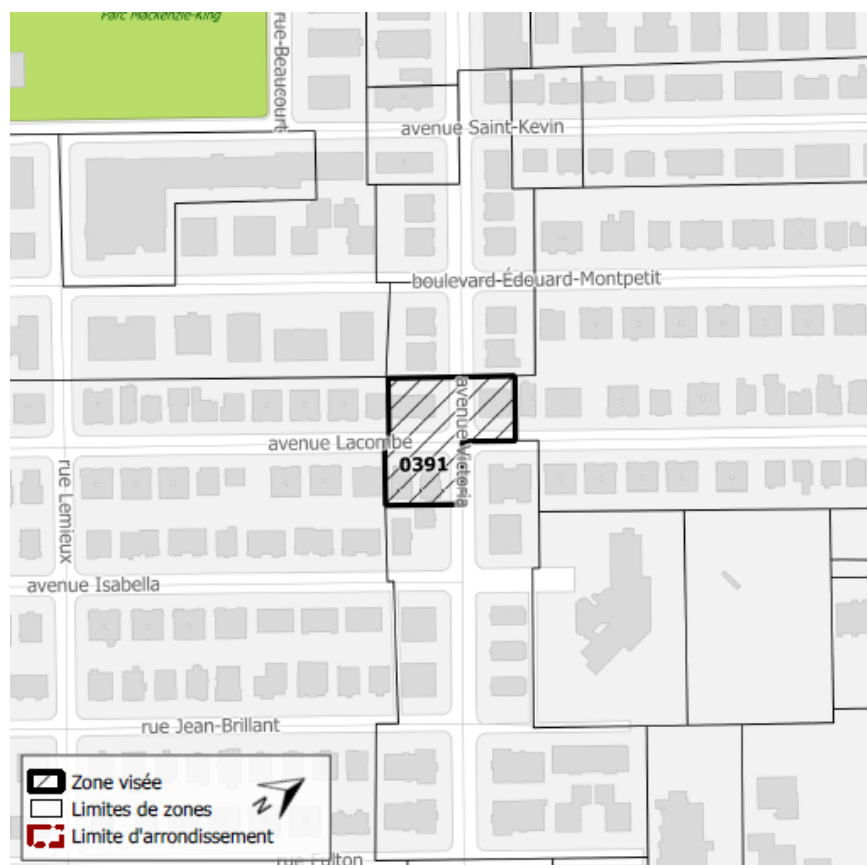 Parc Mackenzie-King
rue-Beaucourt
avenue Saint-Kevin
boulevard-Édouard-Montpetit
avenue Victoria
avenue Lacombe
0391
rue Lemieux
avenue Isabella
rue Jean-Brillant
Zone visée
Limites de zones
Limite d'arrondissement
N
rue Fulton